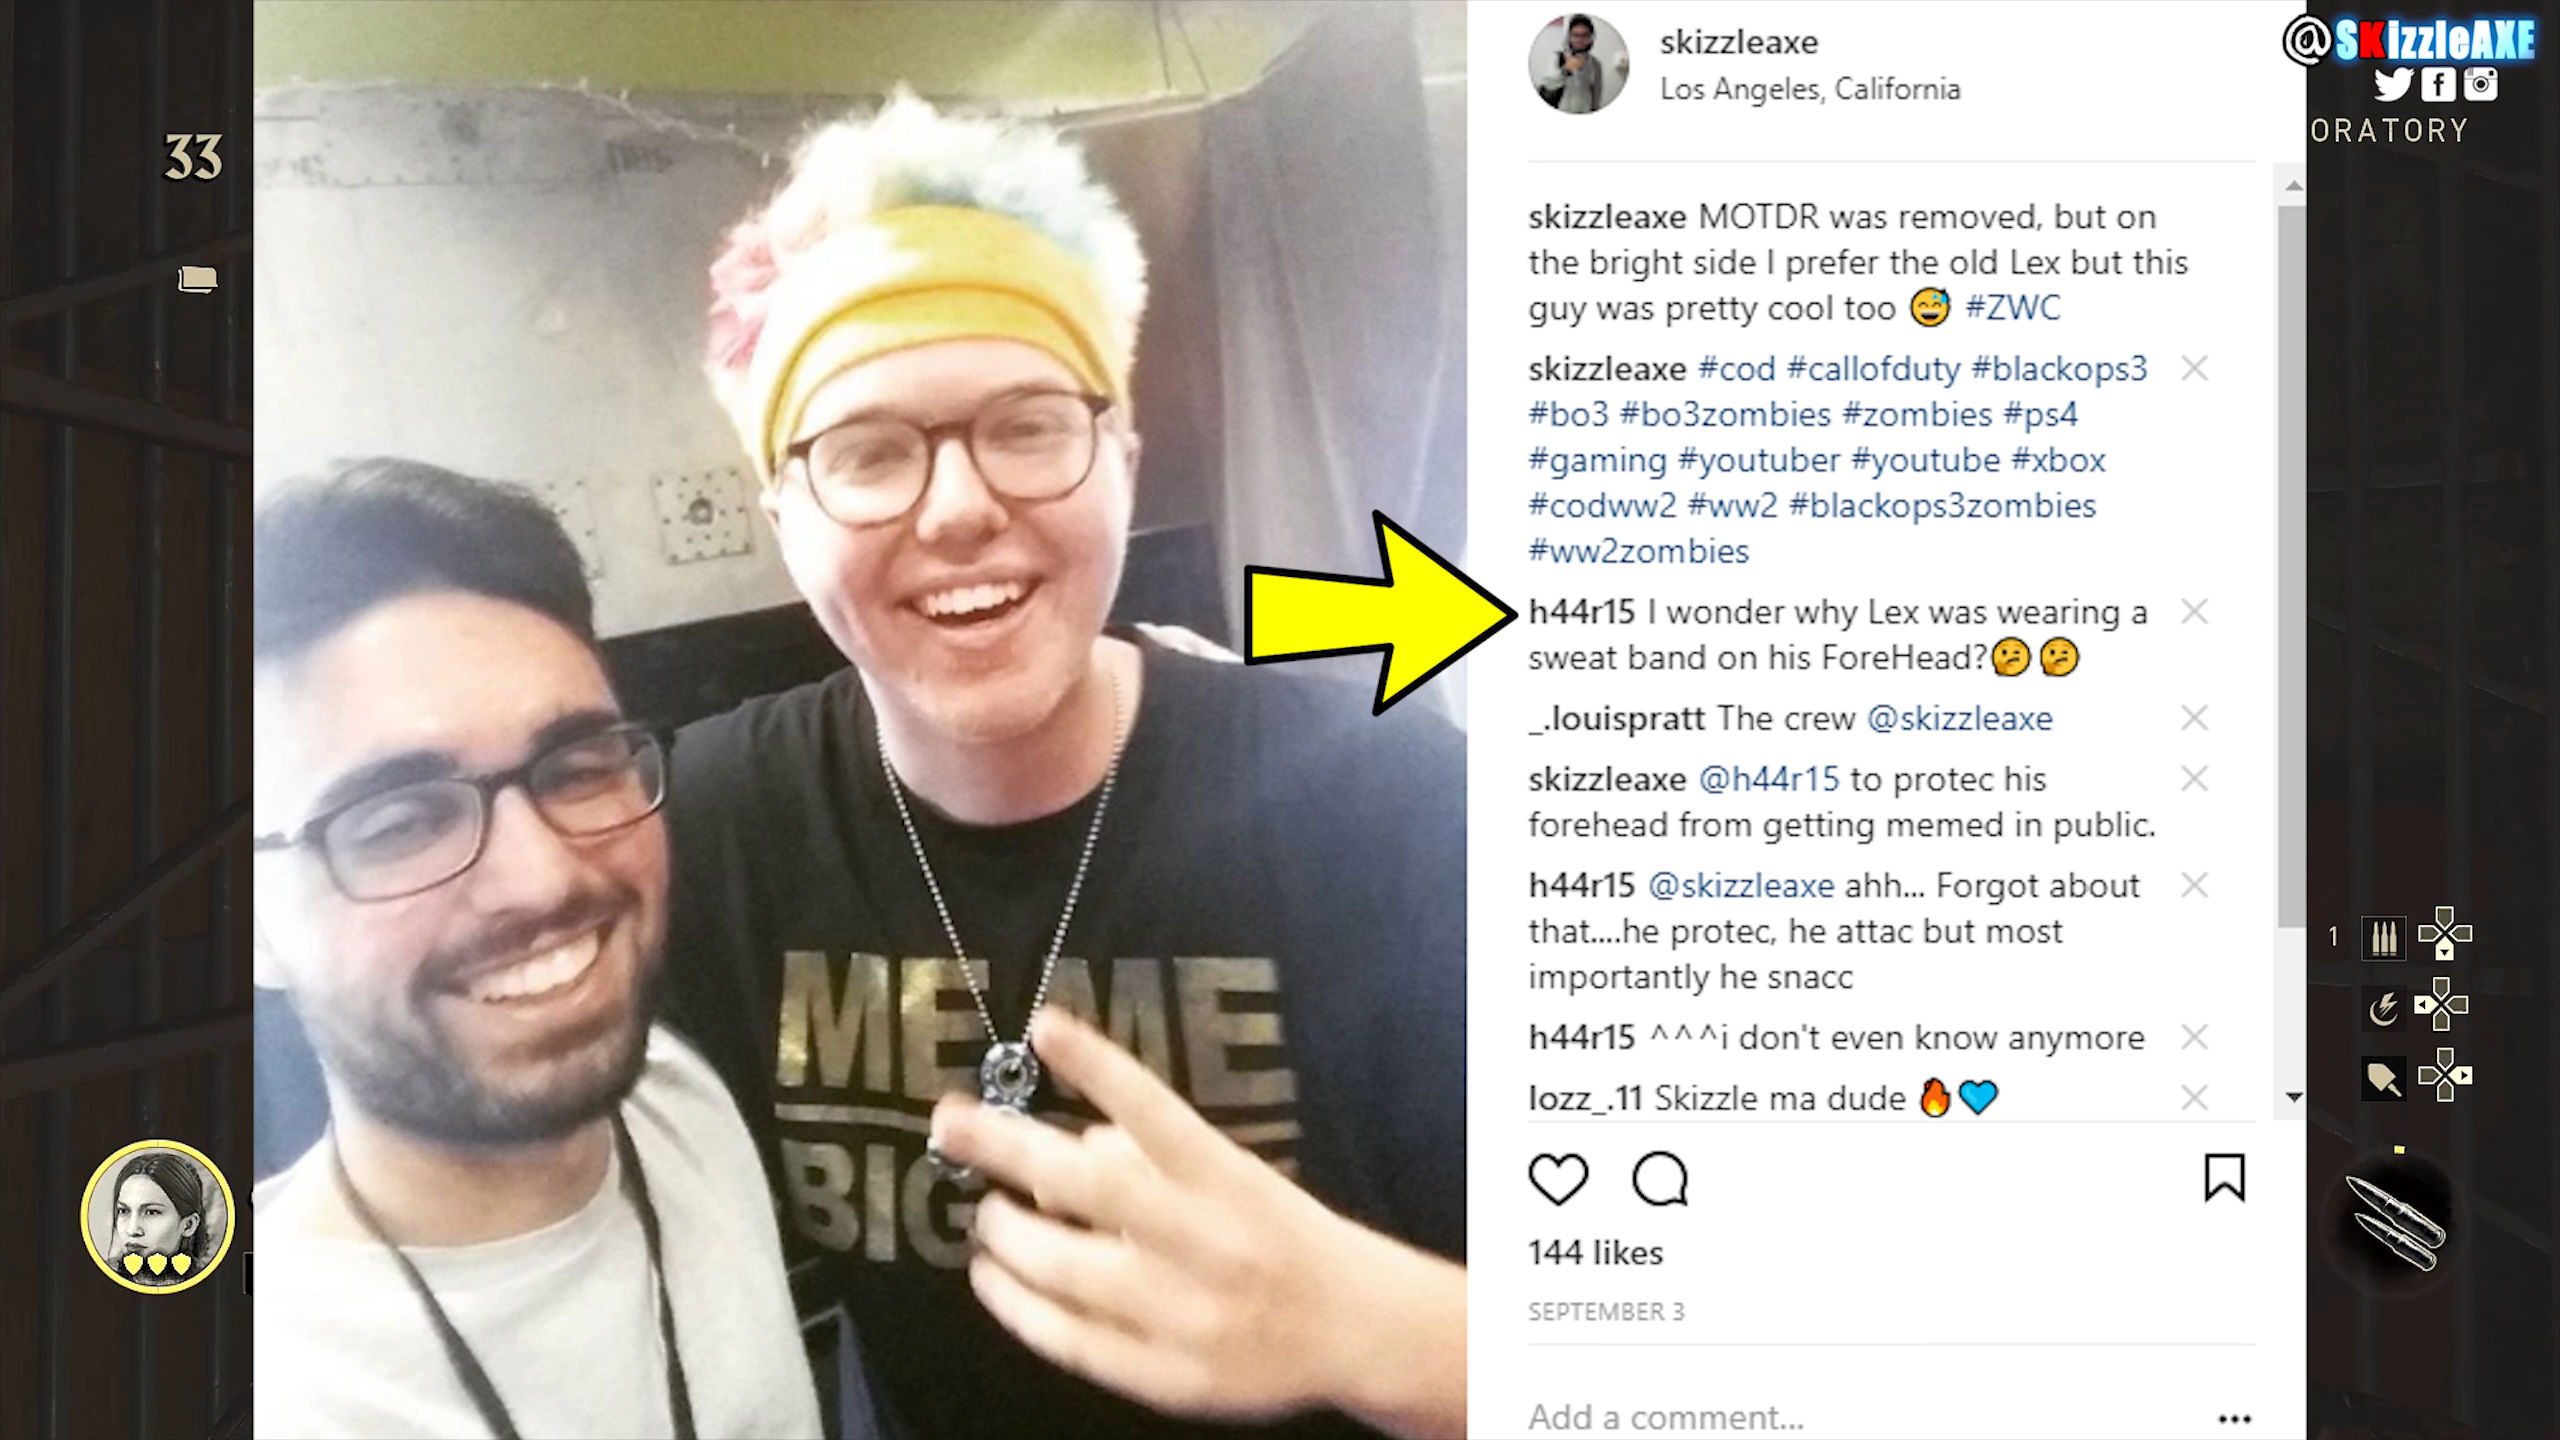 @SKizzleAXE
ORATORY
33
skizzleaxe
Los Angeles, California
skizzleaxe MOTDR was removed, but on
the bright side I prefer the old Lex but this
guy was pretty cool too 😅 #ZWC
skizzleaxe #cod #callofduty #blackops3
#bo3 #bo3zombies #zombies #ps4
#gaming #youtuber #youtube #xbox
#codww2 #ww2 #blackops3zombies
#ww2zombies
h44r15 I wonder why Lex was wearing a
sweat band on his ForeHead?🤔🤔
_.louispratt The crew @skizzleaxe
skizzleaxe @h44r15 to protec his
forehead from getting memed in public.
h44r15 @skizzleaxe ahh... Forgot about
that....he protec, he attac but most
importantly he snacc
h44r15 ^^^i don't even know anymore
lozz_.11 Skizzle ma dude 🔥💙
144 likes
SEPTEMBER 3
Add a comment...
ME ME
BIG
1